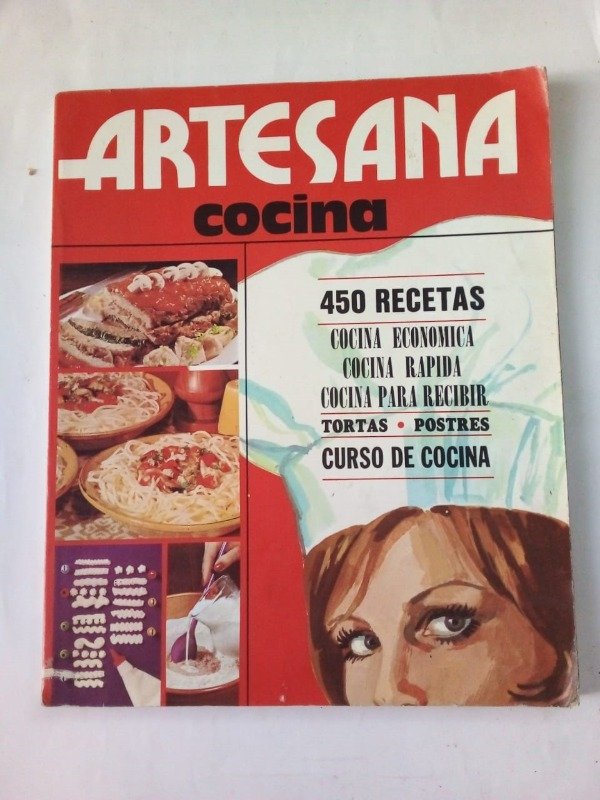 ARTESANA
cocina
450 RECETAS
COCINA ECONOMICA
COCINA RAPIDA
COCINA PARA RECIBIR
TORTAS • POSTRES
CURSO DE COCINA